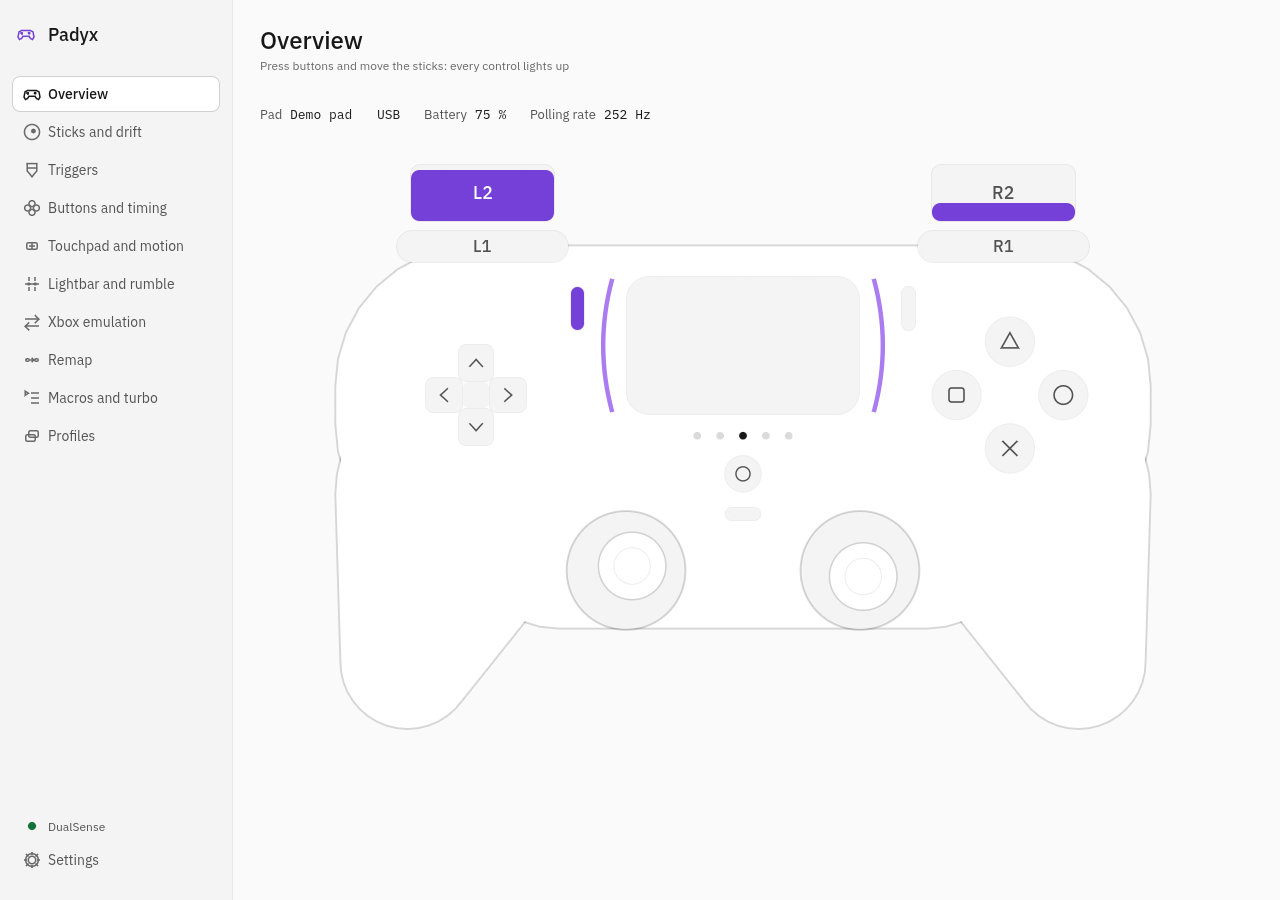 Padyx
Overview
Sticks and drift
Triggers
Buttons and timing
Touchpad and motion
Lightbar and rumble
Xbox emulation
Remap
Macros and turbo
Profiles
DualSense
Settings
Overview
Press buttons and move the sticks: every control lights up
Pad Demo pad USB Battery 75 % Polling rate 252 Hz
L2 R2
L1 R1